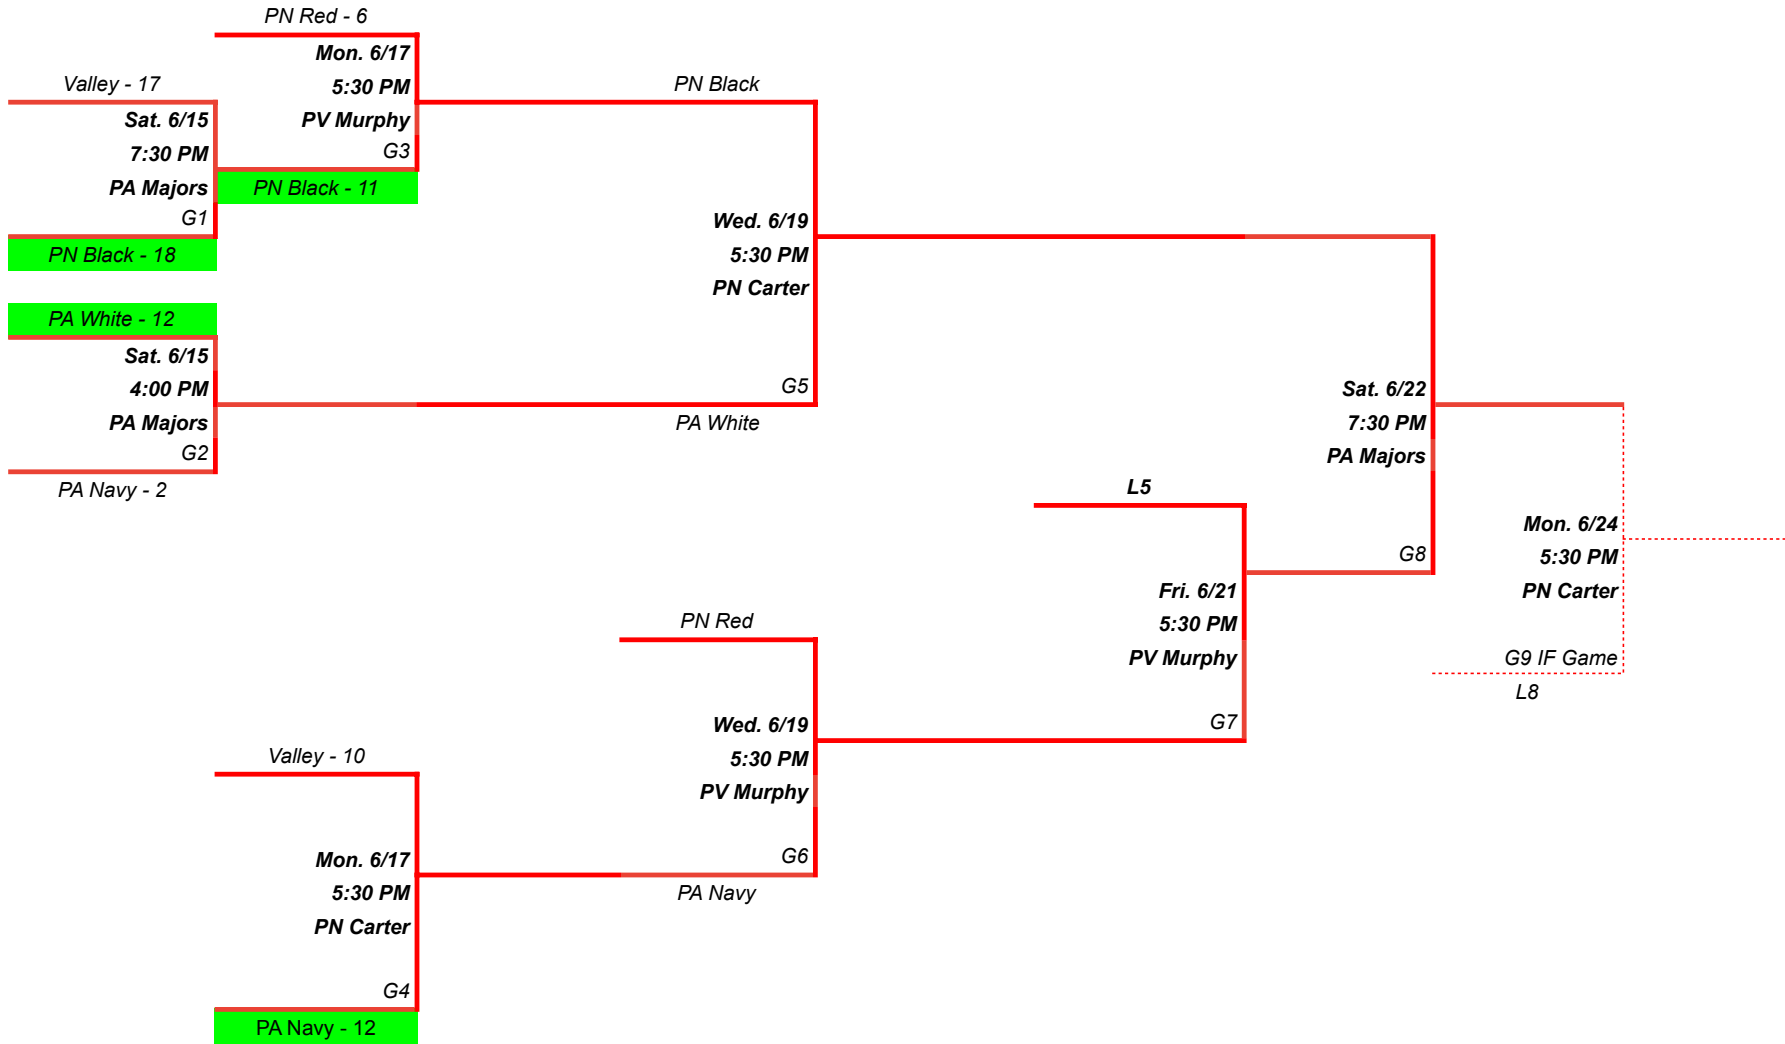 PN Red - 6
Mon. 6/17
5:30 PM
PV Murphy
G3
PN Black - 11
Valley - 17
Sat. 6/15
7:30 PM
PA Majors
G1
PN Black - 18
PA White - 12
Sat. 6/15
4:00 PM
PA Majors
G2
PA Navy - 2
PN Black
Wed. 6/19
5:30 PM
PN Carter
G5
PA White
Valley - 10
Mon. 6/17
5:30 PM
PN Carter
G4
PA Navy - 12
PN Red
Wed. 6/19
5:30 PM
PV Murphy
G6
PA Navy
L5
Fri. 6/21
5:30 PM
PV Murphy
G7
Sat. 6/22
7:30 PM
PA Majors
G8
Mon. 6/24
5:30 PM
PN Carter
G9 IF Game
L8